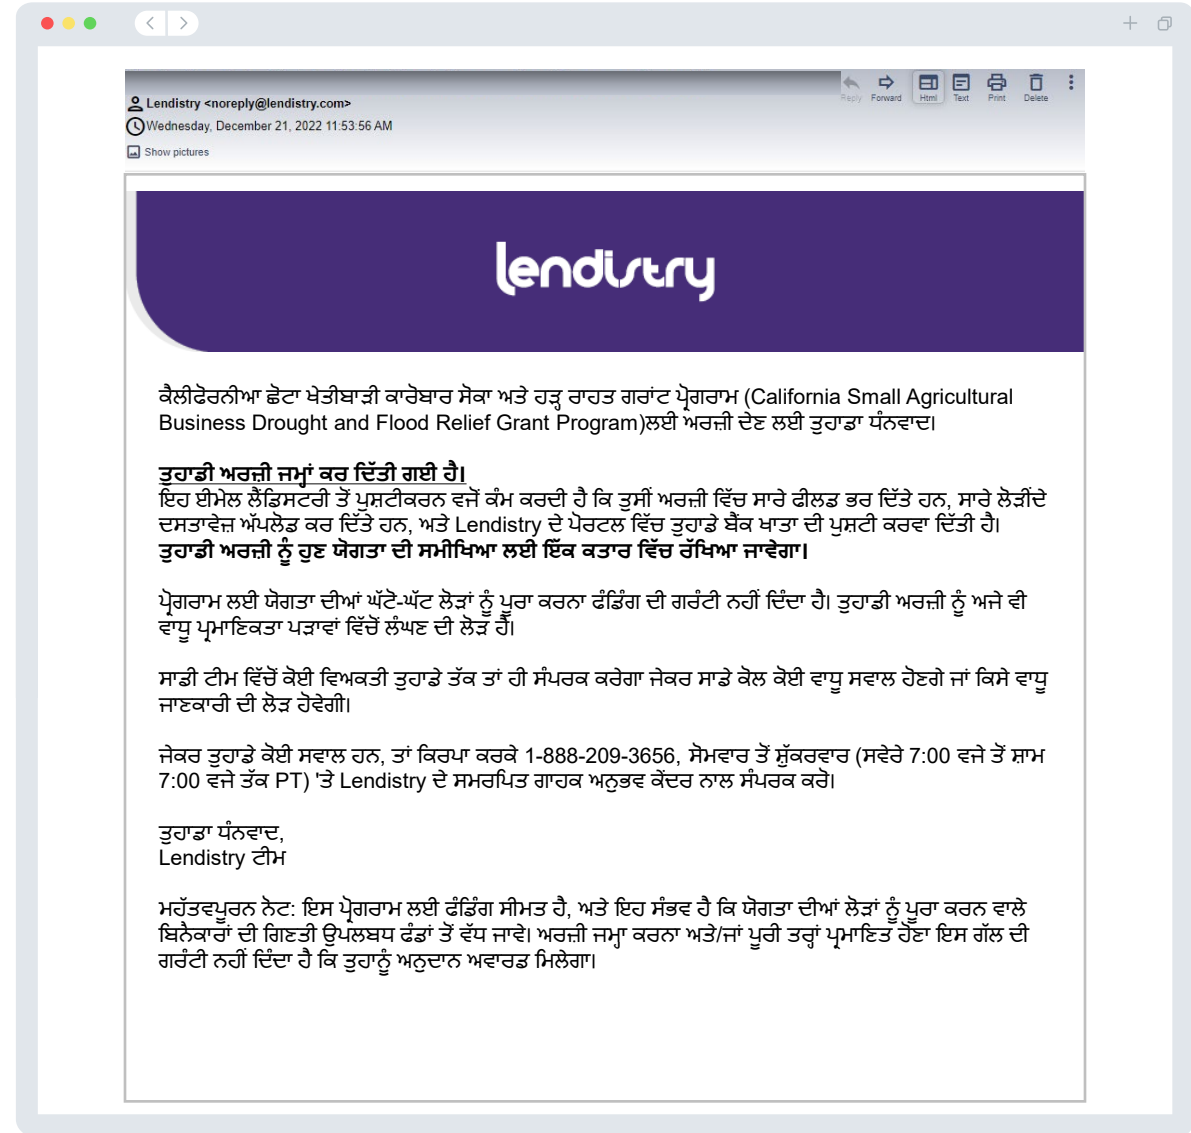 Reply
Forward
Html
Text
Print
Delete
Lendistry <noreply@lendistry.com>
Wednesday, December 21, 2022 11:53:56 AM
Show pictures
lendistry
ਕੈਲੀਫੋਰਨੀਆ ਛੋਟਾ ਖੇਤੀਬਾੜੀ ਕਾਰੋਬਾਰ ਸੋਕਾ ਅਤੇ ਹੜ੍ਹ ਰਾਹਤ ਗਰਾਂਟ ਪ੍ਰੋਗਰਾਮ (California Small Agricultural
Business Drought and Flood Relief Grant Program)ਲਈ ਅਰਜ਼ੀ ਦੇਣ ਲਈ ਤੁਹਾਡਾ ਧੰਨਵਾਦ।
ਤੁਹਾਡੀ ਅਰਜ਼ੀ ਜਮ੍ਹਾਂ ਕਰ ਦਿੱਤੀ ਗਈ ਹੈ।
ਇਹ ਈਮੇਲ ਲੈਂਡਿਸਟਰੀ ਤੋਂ ਪੁਸ਼ਟੀਕਰਨ ਵਜੋਂ ਕੰਮ ਕਰਦੀ ਹੈ ਕਿ ਤੁਸੀਂ ਅਰਜ਼ੀ ਵਿੱਚ ਸਾਰੇ ਫੀਲਡ ਭਰ ਦਿੱਤੇ ਹਨ, ਸਾਰੇ ਲੋੜੀਂਦੇ
ਦਸਤਾਵੇਜ਼ ਅੱਪਲੋਡ ਕਰ ਦਿੱਤੇ ਹਨ, ਅਤੇ Lendistry ਦੇ ਪੋਰਟਲ ਵਿੱਚ ਤੁਹਾਡੇ ਬੈਂਕ ਖਾਤਾ ਦੀ ਪੁਸ਼ਟੀ ਕਰਵਾ ਦਿੱਤੀ ਹੈ।
ਤੁਹਾਡੀ ਅਰਜ਼ੀ ਨੂੰ ਹੁਣ ਯੋਗਤਾ ਦੀ ਸਮੀਖਿਆ ਲਈ ਇੱਕ ਕਤਾਰ ਵਿੱਚ ਰੱਖਿਆ ਜਾਵੇਗਾ।
ਪ੍ਰੋਗਰਾਮ ਲਈ ਯੋਗਤਾ ਦੀਆਂ ਘੱਟੋ-ਘੱਟ ਲੋੜਾਂ ਨੂੰ ਪੂਰਾ ਕਰਨਾ ਫੰਡਿੰਗ ਦੀ ਗਰੰਟੀ ਨਹੀਂ ਦਿੰਦਾ ਹੈ। ਤੁਹਾਡੀ ਅਰਜ਼ੀ ਨੂੰ ਅਜੇ ਵੀ
ਵਾਧੂ ਪ੍ਰਮਾਣਿਕਤਾ ਪੜਾਵਾਂ ਵਿੱਚੋਂ ਲੰਘਣ ਦੀ ਲੋੜ ਹੈ।
ਸਾਡੀ ਟੀਮ ਵਿੱਚੋਂ ਕੋਈ ਵਿਅਕਤੀ ਤੁਹਾਡੇ ਤੱਕ ਤਾਂ ਹੀ ਸੰਪਰਕ ਕਰੇਗਾ ਜੇਕਰ ਸਾਡੇ ਕੋਲ ਕੋਈ ਵਾਧੂ ਸਵਾਲ ਹੋਣਗੇ ਜਾਂ ਕਿਸੇ ਵਾਧੂ
ਜਾਣਕਾਰੀ ਦੀ ਲੋੜ ਹੋਵੇਗੀ।
ਜੇਕਰ ਤੁਹਾਡੇ ਕੋਈ ਸਵਾਲ ਹਨ, ਤਾਂ ਕਿਰਪਾ ਕਰਕੇ 1-888-209-3656, ਸੋਮਵਾਰ ਤੋਂ ਸ਼ੁੱਕਰਵਾਰ (ਸਵੇਰੇ 7:00 ਵਜੇ ਤੋਂ ਸ਼ਾਮ
7:00 ਵਜੇ ਤੱਕ PT) 'ਤੇ Lendistry ਦੇ ਸਮਰਪਿਤ ਗਾਹਕ ਅਨੁਭਵ ਕੇਂਦਰ ਨਾਲ ਸੰਪਰਕ ਕਰੋ।
ਤੁਹਾਡਾ ਧੰਨਵਾਦ,
Lendistry ਟੀਮ
ਮਹੱਤਵਪੂਰਨ ਨੋਟ: ਇਸ ਪ੍ਰੋਗਰਾਮ ਲਈ ਫੰਡਿੰਗ ਸੀਮਤ ਹੈ, ਅਤੇ ਇਹ ਸੰਭਵ ਹੈ ਕਿ ਯੋਗਤਾ ਦੀਆਂ ਲੋੜਾਂ ਨੂੰ ਪੂਰਾ ਕਰਨ ਵਾਲੇ
ਬਿਨੈਕਾਰਾਂ ਦੀ ਗਿਣਤੀ ਉਪਲਬਧ ਫੰਡਾਂ ਤੋਂ ਵੱਧ ਜਾਵੇ। ਅਰਜ਼ੀ ਜਮ੍ਹਾ ਕਰਨਾ ਅਤੇ/ਜਾਂ ਪੂਰੀ ਤਰ੍ਹਾਂ ਪ੍ਰਮਾਣਿਤ ਹੋਣਾ ਇਸ ਗੱਲ ਦੀ
ਗਰੰਟੀ ਨਹੀਂ ਦਿੰਦਾ ਹੈ ਕਿ ਤੁਹਾਨੂੰ ਅਨੁਦਾਨ ਅਵਾਰਡ ਮਿਲੇਗਾ।